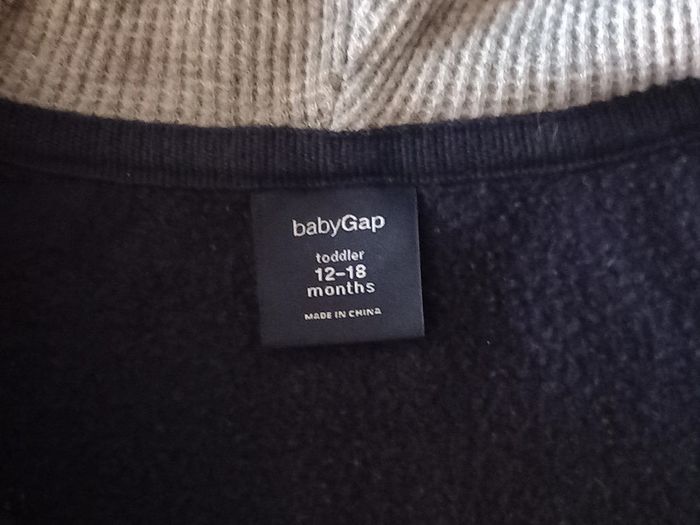 babyGap
toddler
12-18
months
MADE IN CHINA